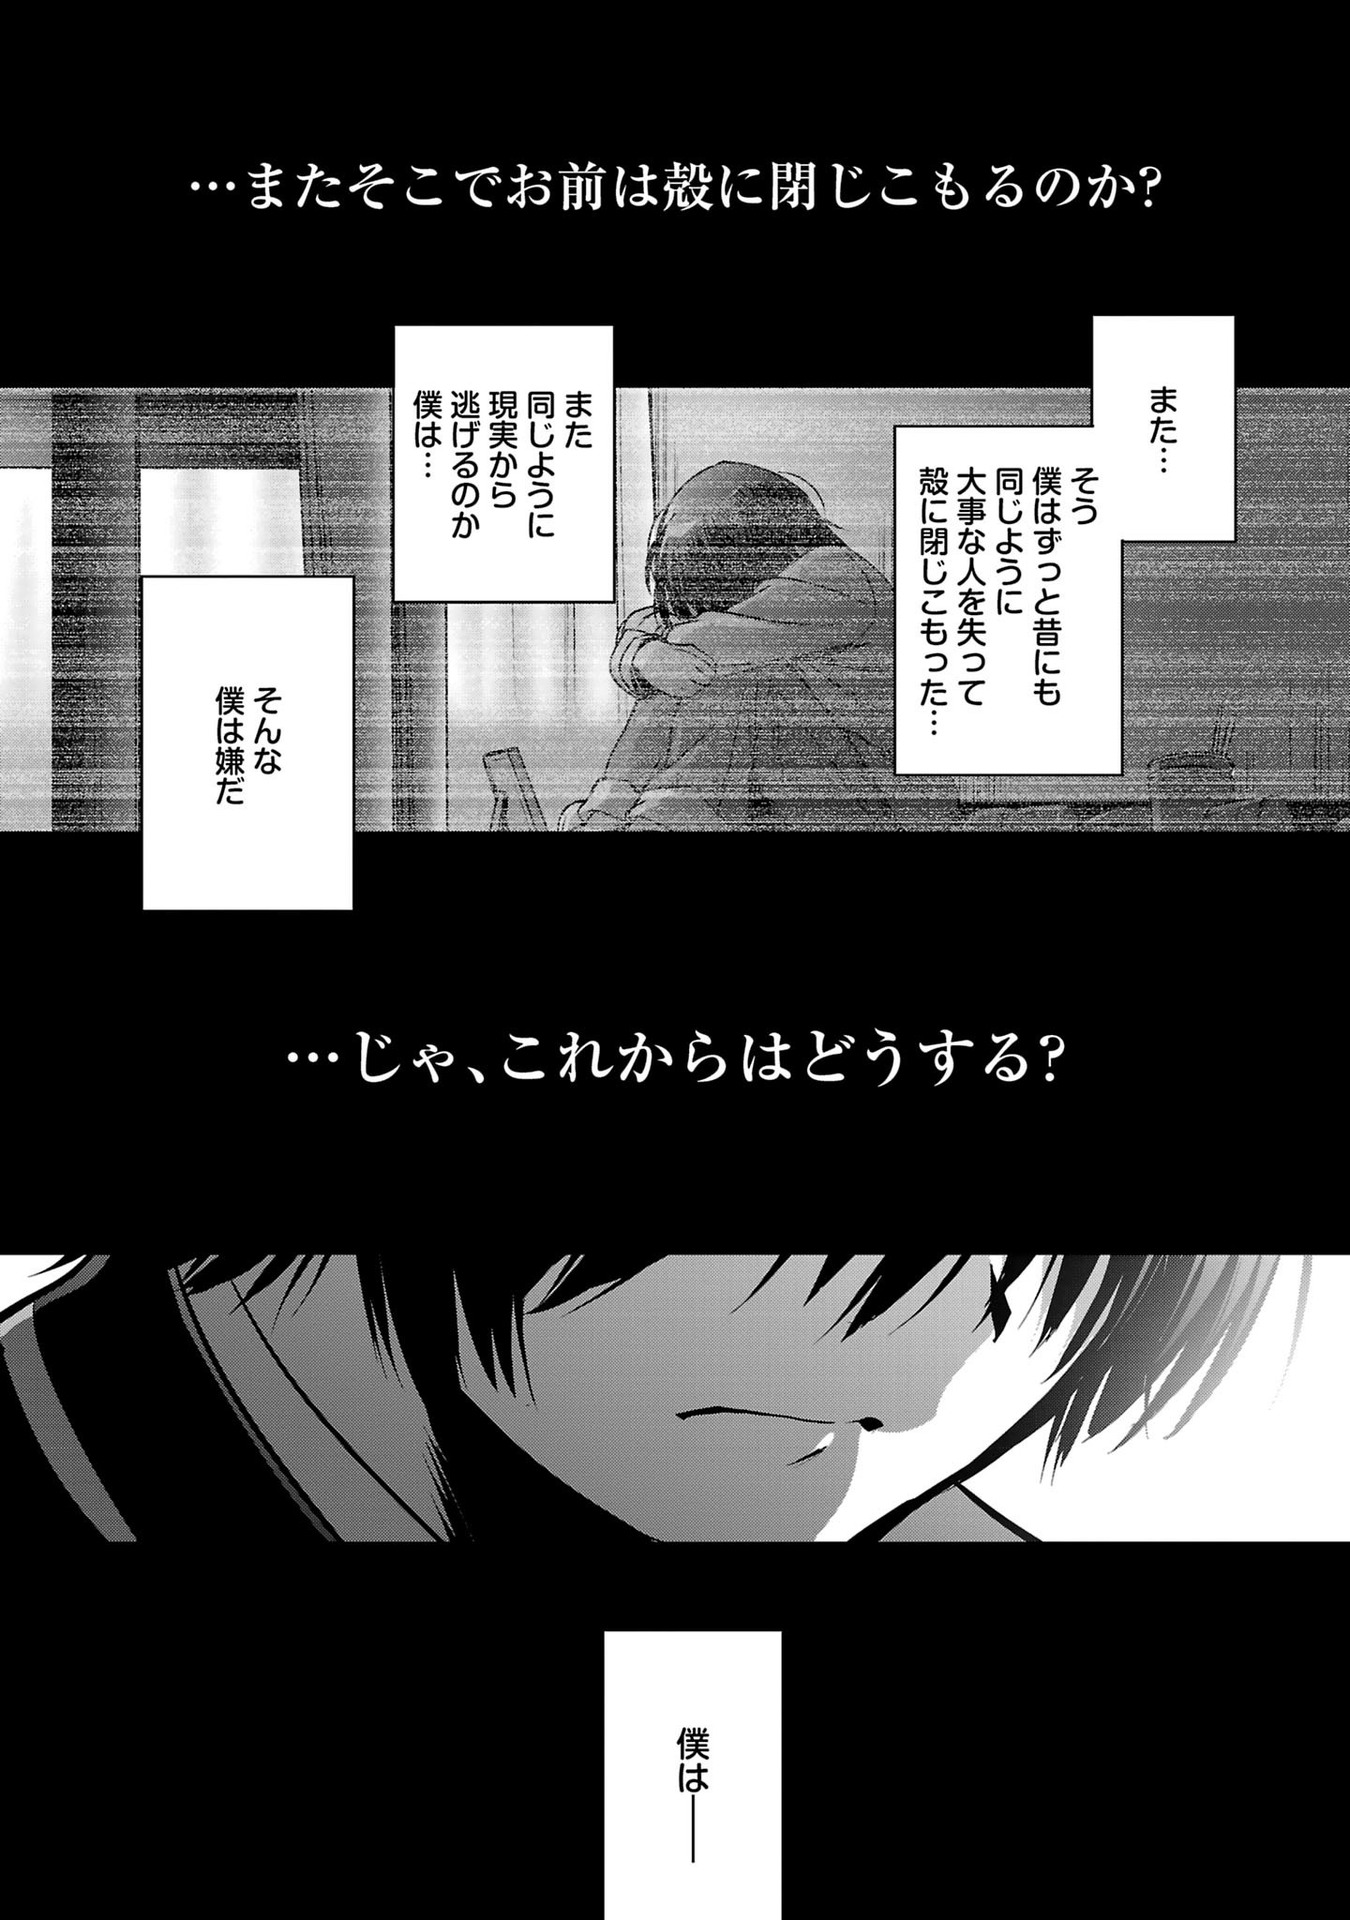 …またそこでお前は殻に閉じこもるのか?
また…
そう
僕はずっと昔にも
同じように
大事な人を失って
殻に閉じこもった…
また
同じように
現実から
逃げるのか
僕は…
そんな
僕は嫌だ
…じゃ、これからはどうする?
僕は──